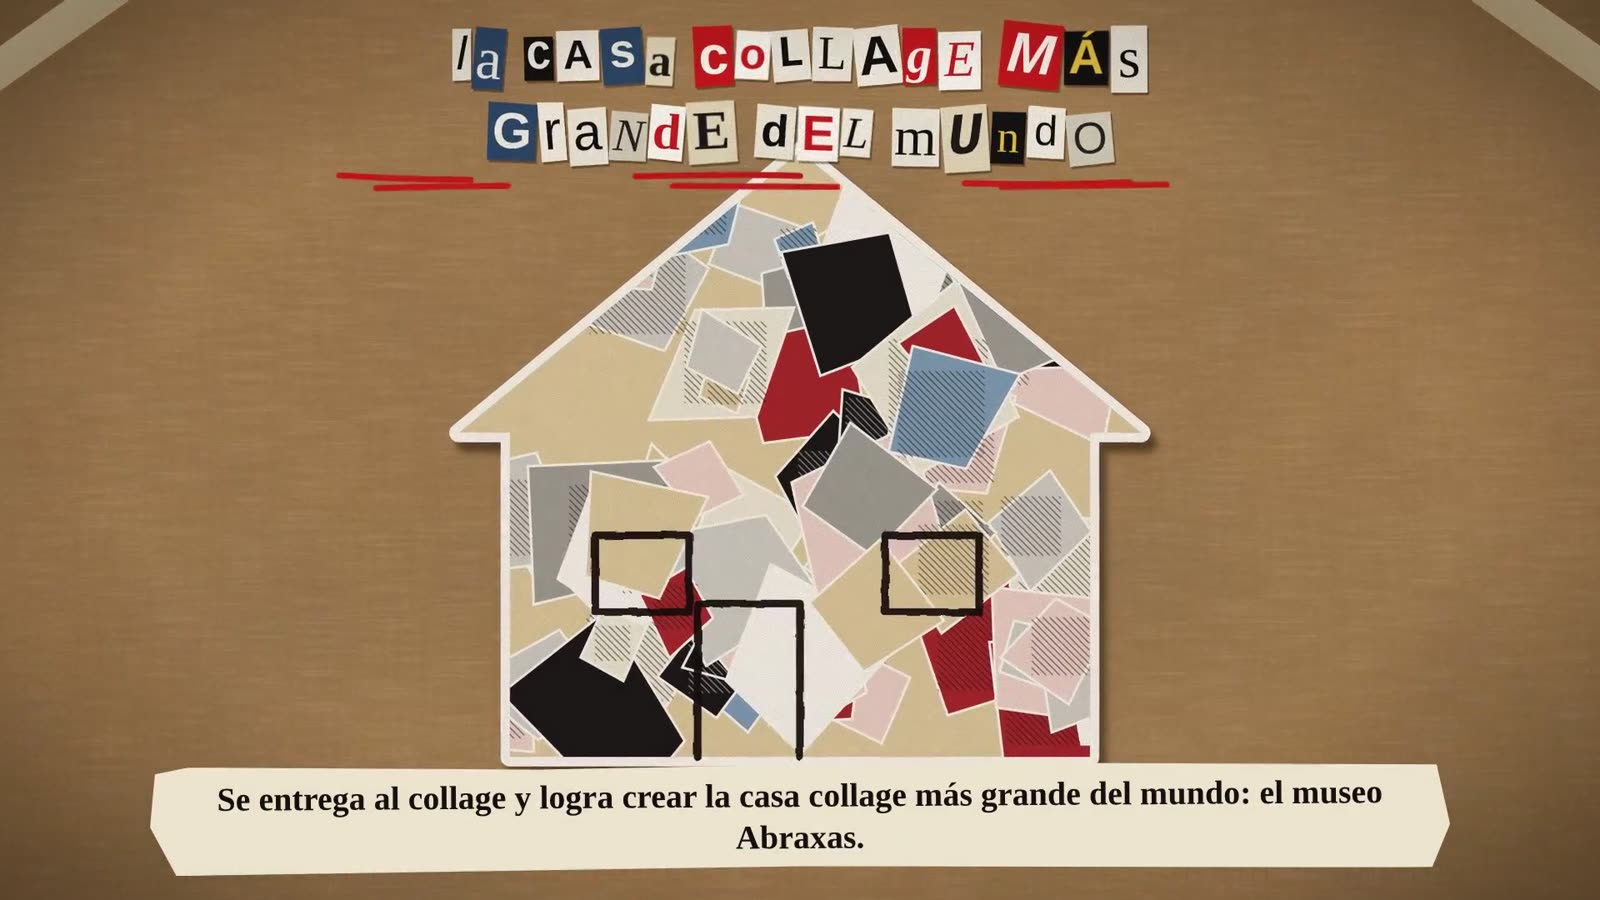 la CASa coLLAgE MÁs
GraNdE dEL mUndO
Se entrega al collage y logra crear la casa collage más grande del mundo: el museo
Abraxas.